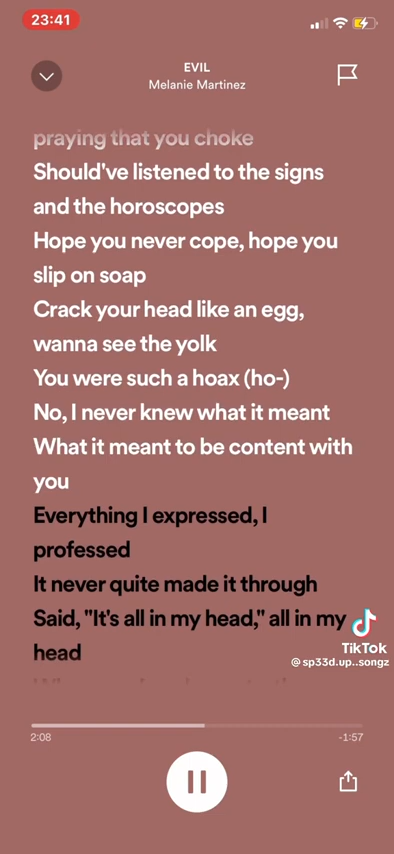 23:41
EVIL
Melanie Martinez
praying that you choke
Should've listened to the signs
and the horoscopes
Hope you never cope, hope you
slip on soap
Crack your head like an egg,
wanna see the yolk
You were such a hoax (ho-)
No, I never knew what it meant
What it meant to be content with
you
Everything I expressed, I
professed
It never quite made it through
Said, "It's all in my head," all in my
head
TikTok
@sp33d.up..songz
2:08
-1:57